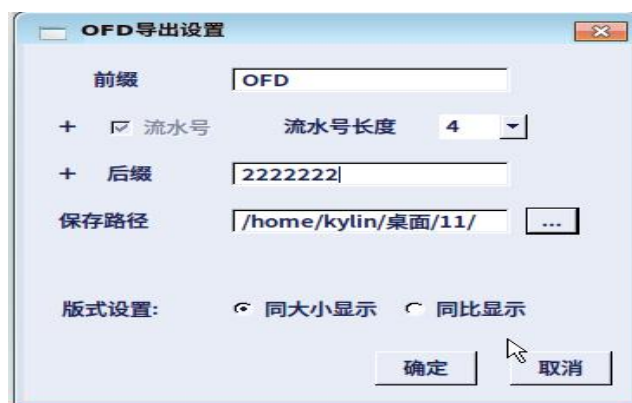 OFD导出设置
前缀 OFD
+ 流水号 流水号长度 4
+ 后缀 2222222
保存路径 /home/kylin/桌面/11/ ...
版式设置: 同大小显示 同比显示
确定 取消